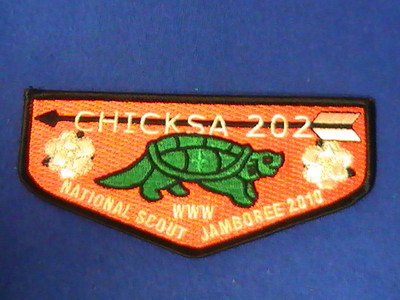 CHICKSA 202
WWW
NATIONAL SCOUT JAMBOREE 2010